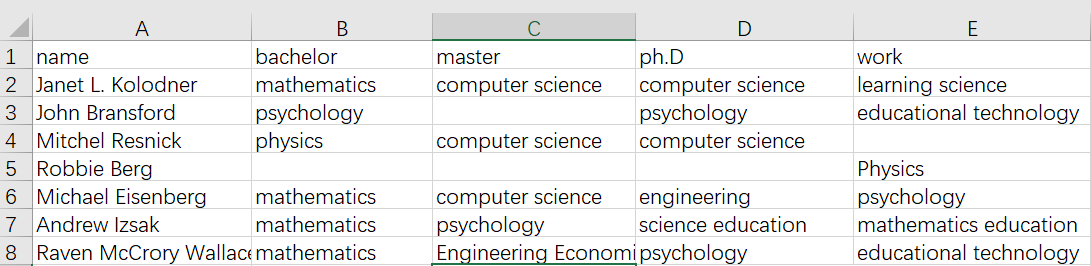 A B C D E
1 name bachelor master ph.D work
2 Janet L. Kolodner mathematics computer science computer science learning science
3 John Bransford psychology psychology educational technology
4 Mitchel Resnick physics computer science computer science
5 Robbie Berg Physics
6 Michael Eisenberg mathematics computer science engineering psychology
7 Andrew Izsak mathematics psychology science education mathematics education
8 Raven McCrory Wallace mathematics Engineering Economi psychology educational technology